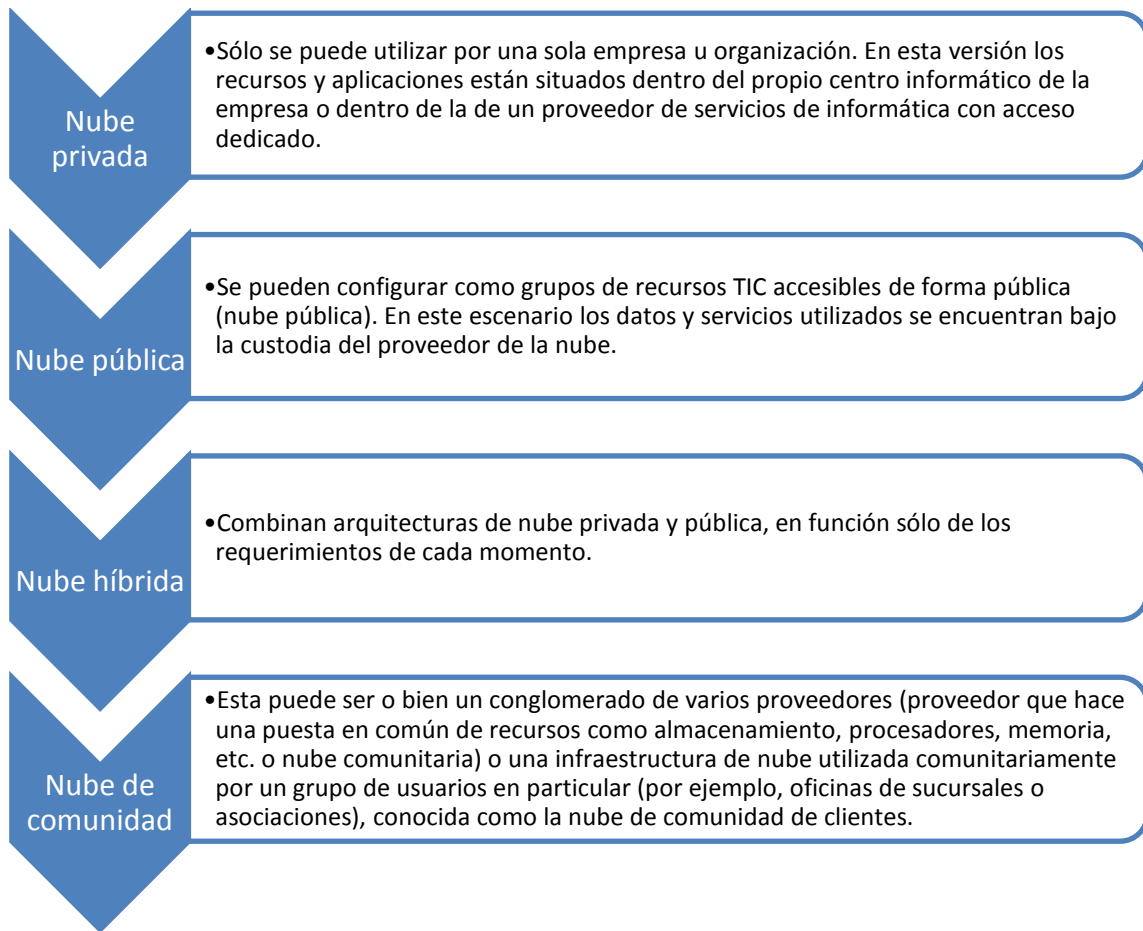 Nube
privada
•Sólo se puede utilizar por una sola empresa u organización. En esta versión los
recursos y aplicaciones están situados dentro del propio centro informático de la
empresa o dentro de la de un proveedor de servicios de informática con acceso
dedicado.
Nube pública
•Se pueden configurar como grupos de recursos TIC accesibles de forma pública
(nube pública). En este escenario los datos y servicios utilizados se encuentran bajo
la custodia del proveedor de la nube.
Nube híbrida
•Combinan arquitecturas de nube privada y pública, en función sólo de los
requerimientos de cada momento.
Nube de
comunidad
•Esta puede ser o bien un conglomerado de varios proveedores (proveedor que hace
una puesta en común de recursos como almacenamiento, procesadores, memoria,
etc. o nube comunitaria) o una infraestructura de nube utilizada comunitariamente
por un grupo de usuarios en particular (por ejemplo, oficinas de sucursales o
asociaciones), conocida como la nube de comunidad de clientes.